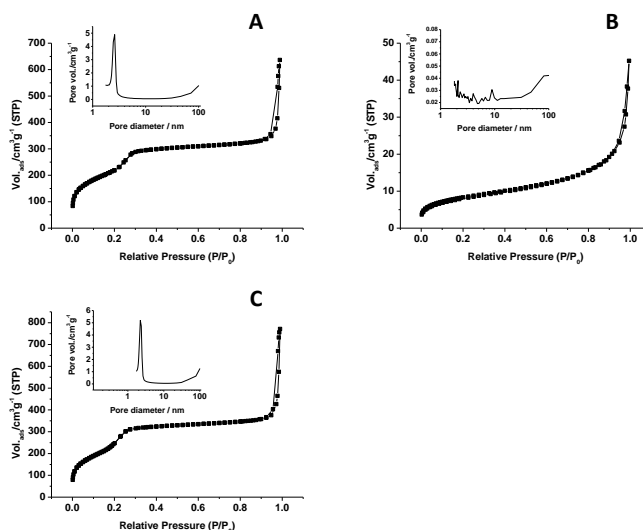 A
5
4
3
2
1
0
Pore vol./cm³g⁻¹
1 10 100
Pore diameter / nm
700
600
500
400
300
200
100
0
Vol.ads/cm³g⁻¹ (STP)
0.0 0.2 0.4 0.6 0.8 1.0
Relative Pressure (P/P₀)
B
0.08
0.07
0.06
0.05
0.04
0.03
0.02
Pore vol./cm³g⁻¹
1 10 100
Pore Diameter / nm
50
40
30
20
10
0
Vol.ads/cm³g⁻¹ (STP)
0.0 0.2 0.4 0.6 0.8 1.0
Relative Pressure (P/P₀)
C
6
5
4
3
2
1
0
Pore vol./cm³g⁻¹
1 10 100
Pore diameter / nm
800
700
600
500
400
300
200
100
0
Vol.ads/cm³g⁻¹ (STP)
0.0 0.2 0.4 0.6 0.8 1.0
Relative Pressure (P/P₀)